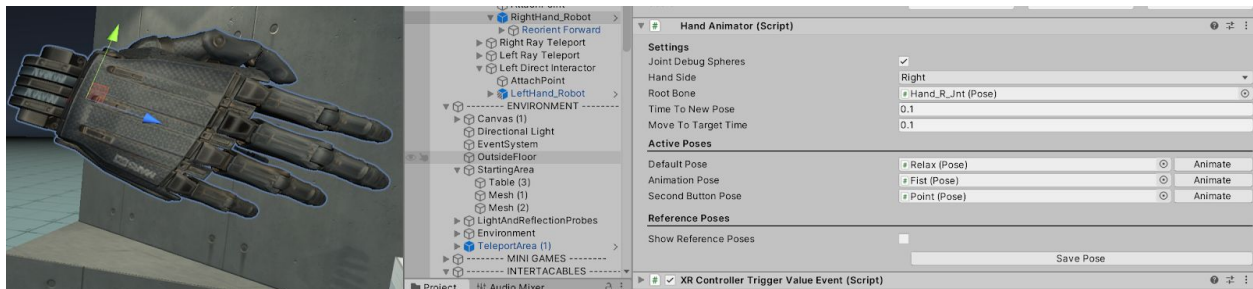 RightHand_Robot
Reorient Forward
Right Ray Teleport
Left Ray Teleport
Left Direct Interactor
AttachPoint
LeftHand_Robot
-------- ENVIRONMENT --------
Canvas (1)
Directional Light
EventSystem
OutsideFloor
StartingArea
Table (3)
Mesh (1)
Mesh (2)
LightAndReflectionProbes
Environment
TeleportArea (1)
-------- MINI GAMES --------
-------- INTERTACABLES --------
Project Audio Mixer
Hand Animator (Script)
Settings
Joint Debug Spheres
Hand Side Right
Root Bone Hand_R_Jnt (Pose)
Time To New Pose 0.1
Move To Target Time 0.1
Active Poses
Default Pose Relax (Pose) Animate
Animation Pose Fist (Pose) Animate
Second Button Pose Point (Pose) Animate
Reference Poses
Show Reference Poses
Save Pose
XR Controller Trigger Value Event (Script)